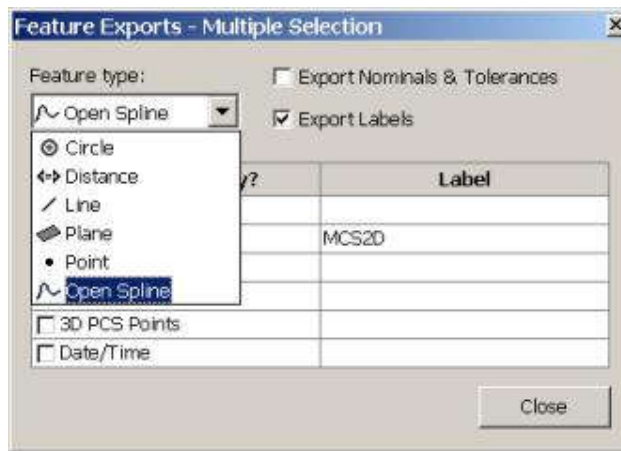 Feature Exports - Multiple Selection
Feature type:
Export Nominals & Tolerances
Open Spline
Export Labels
Circle
Distance
y?
Label
Line
Plane
MCS2D
Point
Open Spline
3D PCS Points
Date/Time
Close